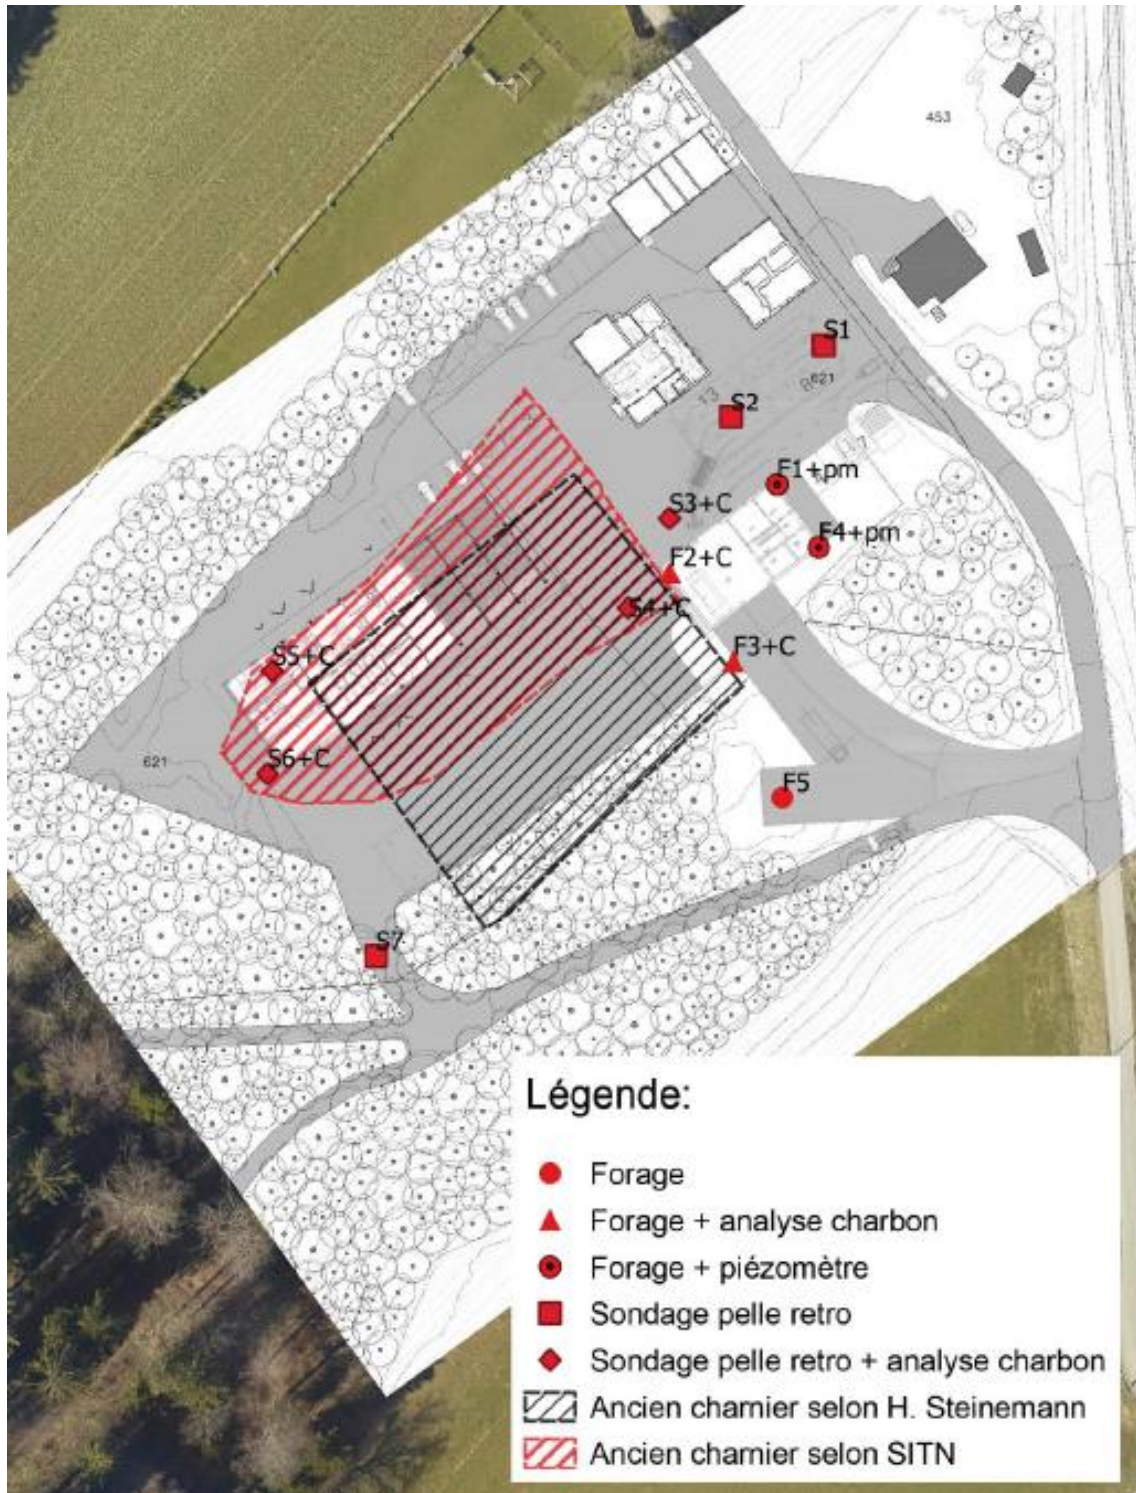 453
S1
621
S2
F1+pm
S3+C
F4+pm
F2+C
S4+C
F3+C
S5+C
621
S6+C
F5
S7
Légende:
Forage
Forage + analyse charbon
Forage + piézomètre
Sondage pelle retro
Sondage pelle retro + analyse charbon
Ancien charnier selon H. Steinemann
Ancien charnier selon SITN